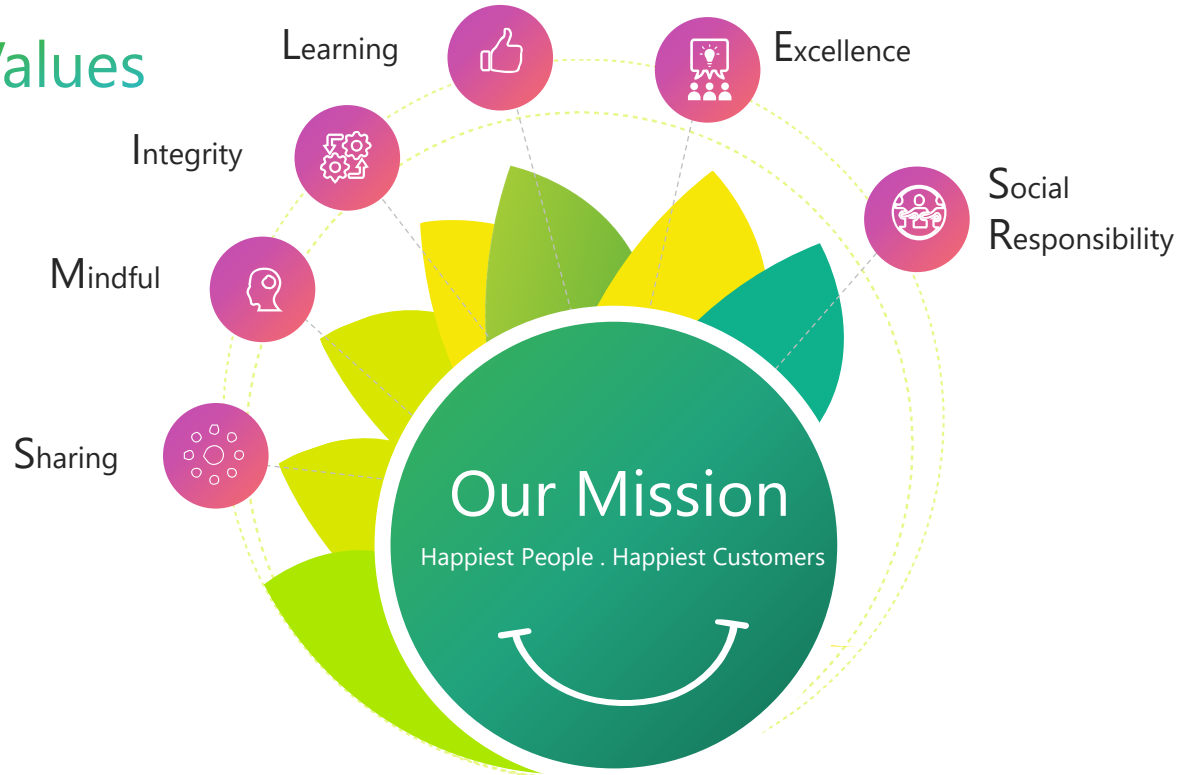 Values
Learning
Excellence
Integrity
Social
Responsibility
Mindful
Sharing
Our Mission
Happiest People . Happiest Customers